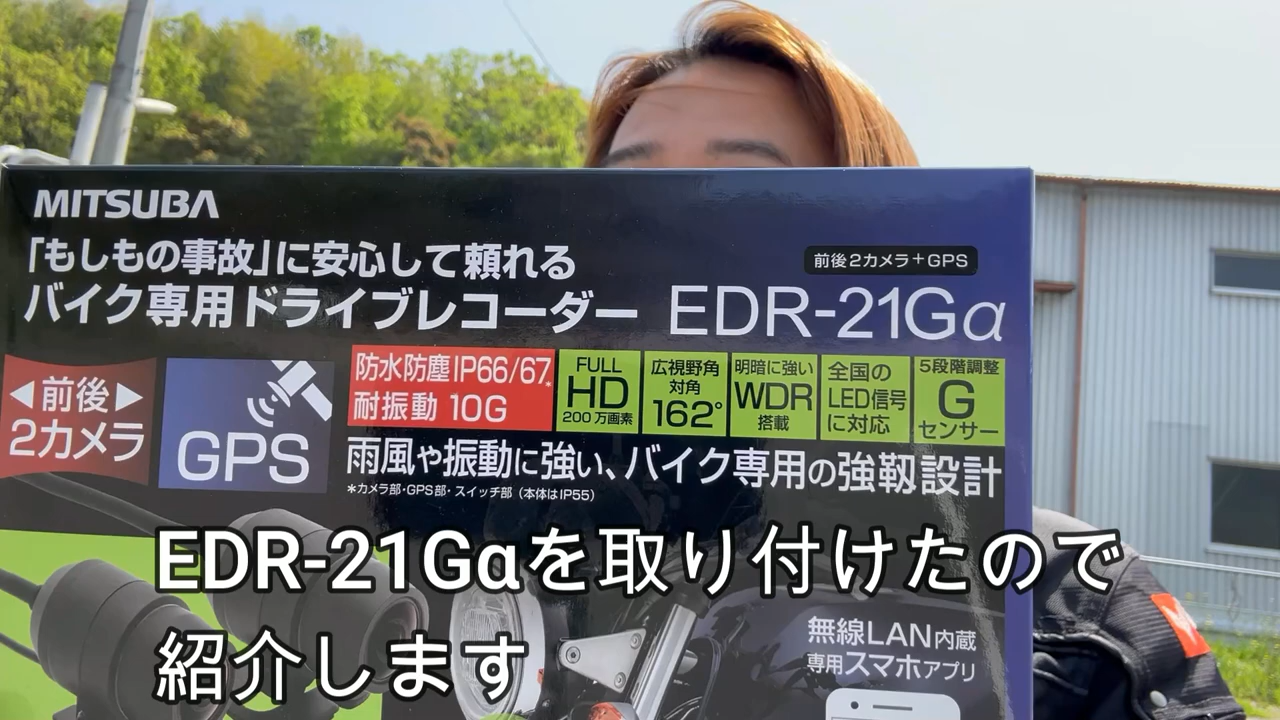 MITSUBA
「もしもの事故」に安心して頼れる
前後2カメラ+GPS
バイク専用ドライブレコーダー EDR-21Gα
◀前後▶
2カメラ
GPS
防水防塵IP66/67*
耐振動 10G
FULL
HD
200万画素
広視野角
対角
162°
明暗に強い
WDR
搭載
全国の
LED信号
に対応
5段階調整
G
センサー
雨風や振動に強い、バイク専用の強靱設計
*カメラ部・GPS部・スイッチ部(本体はIP55)
EDR-21Gαを取り付けたので
紹介します
無線LAN内蔵
専用スマホアプリ